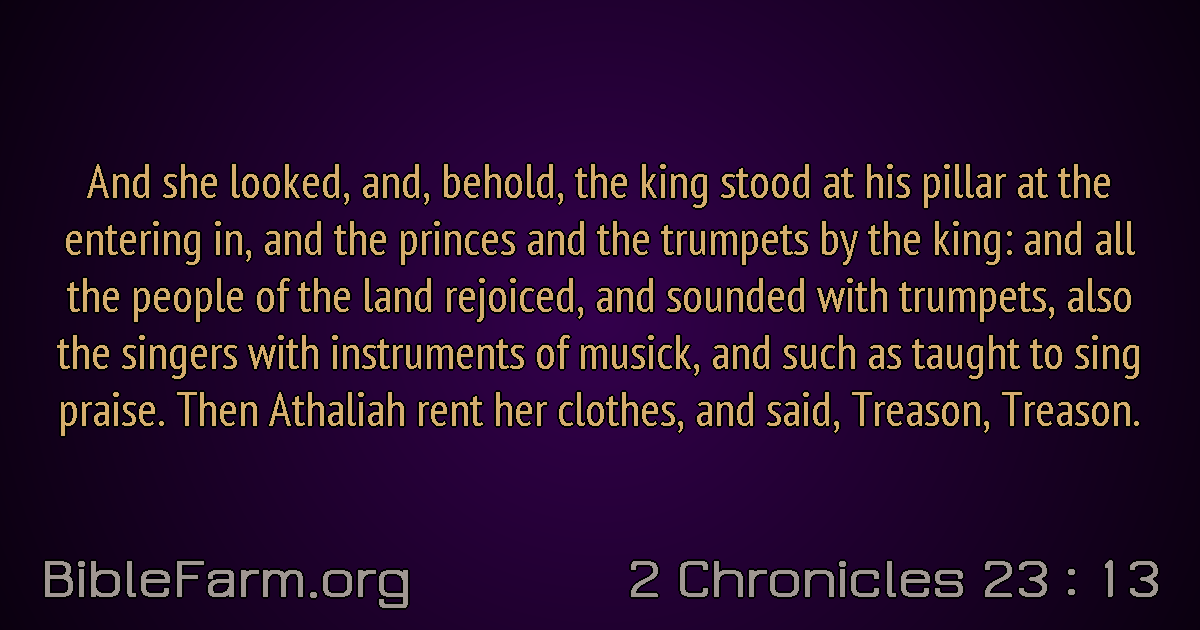 And she looked, and, behold, the king stood at his pillar at the
entering in, and the princes and the trumpets by the king: and all
the people of the land rejoiced, and sounded with trumpets, also
the singers with instruments of musick, and such as taught to sing
praise. Then Athaliah rent her clothes, and said, Treason, Treason.
BibleFarm.org
2 Chronicles 23 : 13